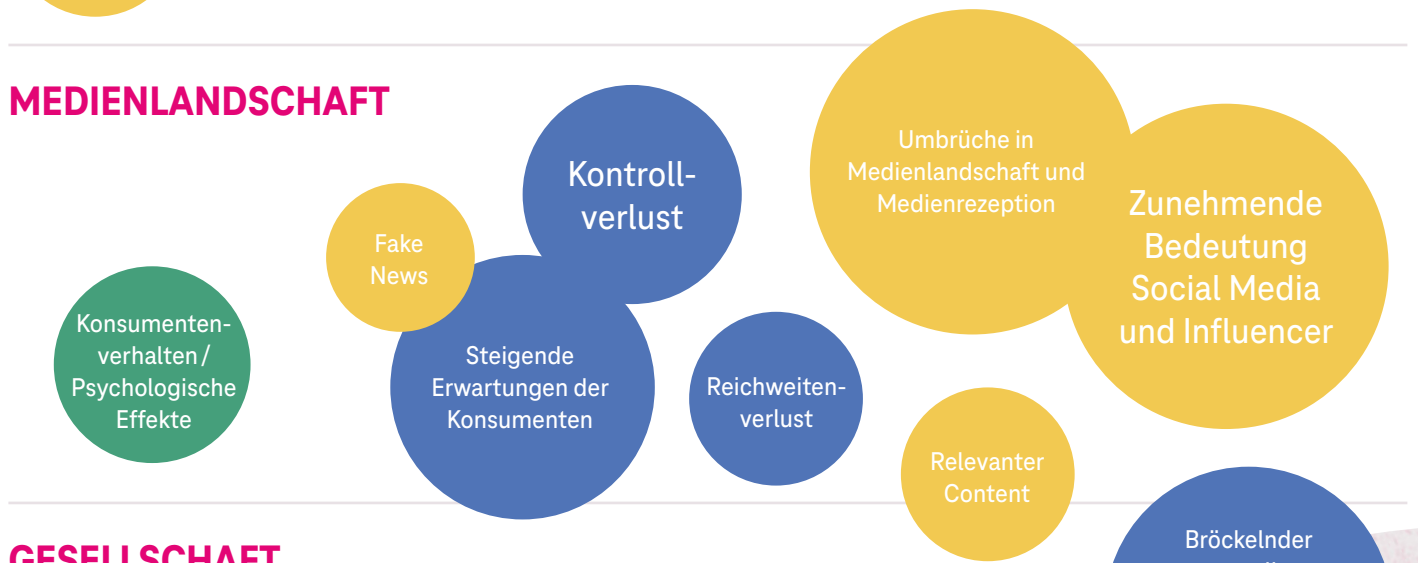 MEDIENLANDSCHAFT
Kontroll-
verlust
Umbrüche in
Medienlandschaft und
Medienrezeption
Zunehmende
Bedeutung
Social Media
und Influencer
Fake
News
Konsumenten-
verhalten /
Psychologische
Effekte
Steigende
Erwartungen der
Konsumenten
Reichweiten-
verlust
Relevanter
Content
GESELLSCHAFT
Bröckelnder